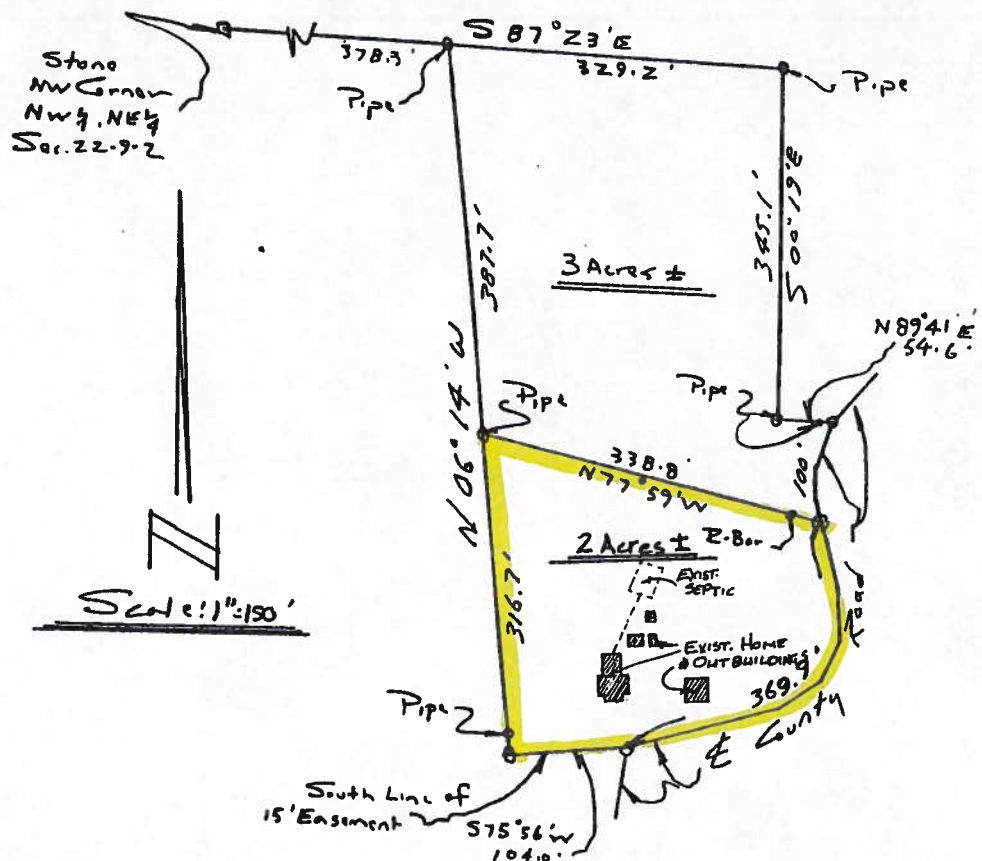 Stone
NW Corner
NW¼, NE¼
Sec. 22-9-2
378.3'
S 87° 23' E
329.2'
Pipe
Pipe
387.7'
N 06° 14' W
3 Acres ±
345.1'
S 00° 19' E
N 89° 41' E
54.6'
Pipe
Pipe
100'
338.8'
N 77° 59' W
R-Bar
2 Acres ±
EXIST.
SEPTIC
EXIST. HOME
& OUTBUILDINGS
316.7'
369.9'
℄ County Road
N
Scale: 1"=150'
Pipe
South Line of
15' Easement
S 75° 56' W
104.0'